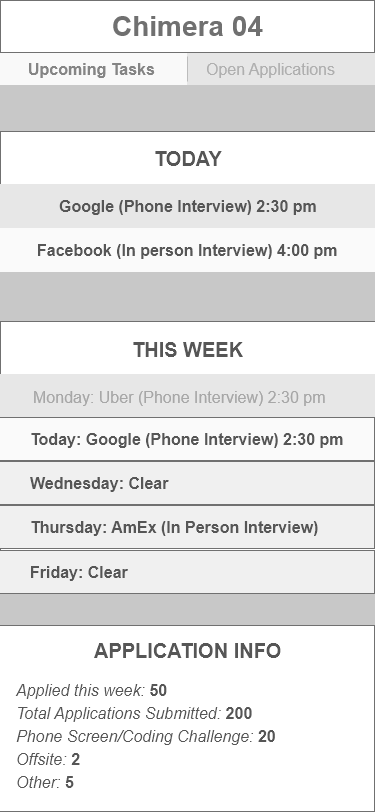 Chimera 04
Upcoming Tasks
Open Applications
TODAY
Google (Phone Interview) 2:30 pm
Facebook (In person Interview) 4:00 pm
THIS WEEK
Monday: Uber (Phone Interview) 2:30 pm
Today: Google (Phone Interview) 2:30 pm
Wednesday: Clear
Thursday: AmEx (In Person Interview)
Friday: Clear
APPLICATION INFO
Applied this week: 50
Total Applications Submitted: 200
Phone Screen/Coding Challenge: 20
Offsite: 2
Other: 5